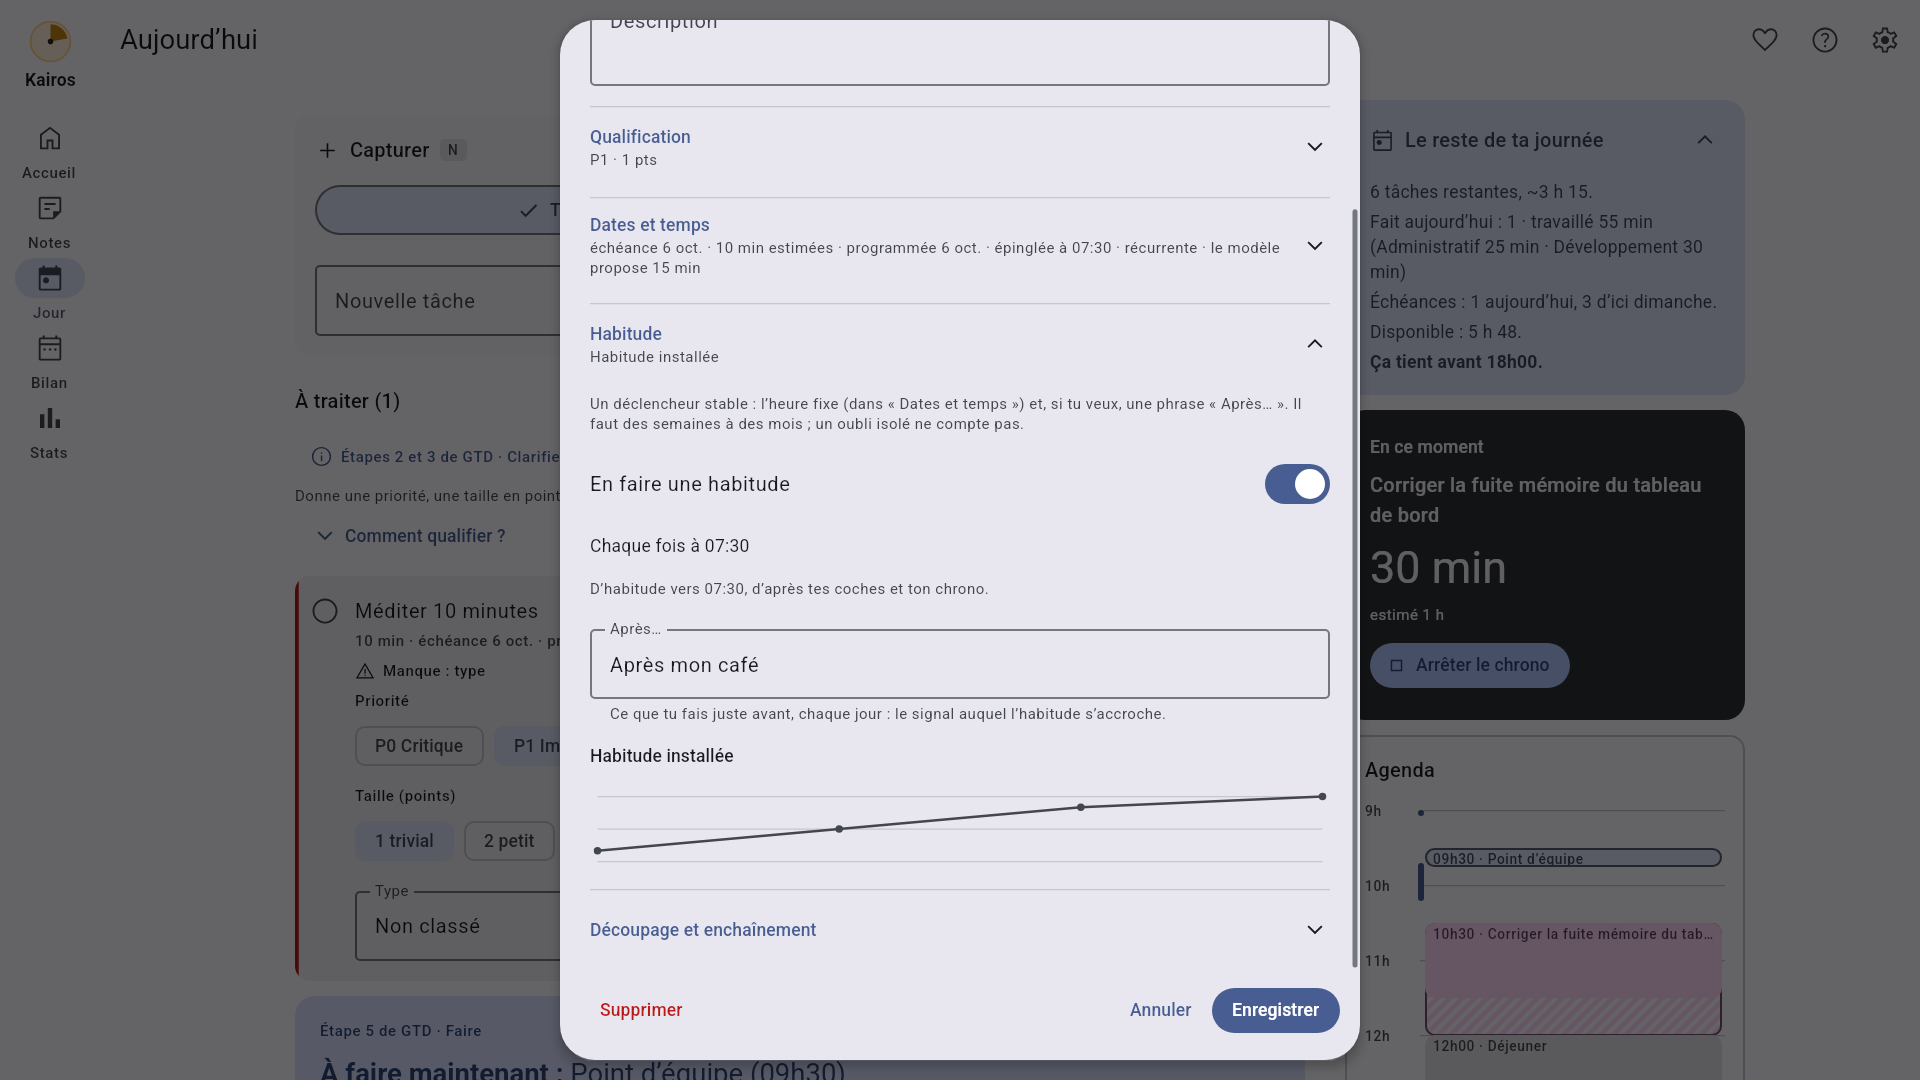 Aujourd’hui
Kairos
Accueil
Notes
Jour
Bilan
Stats
Capturer N
Nouvelle tâche
À traiter (1)
Étapes 2 et 3 de GTD · Clarifie
Donne une priorité, une taille en point
Comment qualifier ?
Méditer 10 minutes
10 min · échéance 6 oct. · pr
Manque : type
Priorité
P0 Critique
P1 Im
Taille (points)
1 trivial
2 petit
Type
Non classé
Étape 5 de GTD · Faire
À faire maintenant : Point d’équipe (09h30)
Description
Qualification
P1 · 1 pts
Dates et temps
échéance 6 oct. · 10 min estimées · programmée 6 oct. · épinglée à 07:30 · récurrente · le modèle
propose 15 min
Habitude
Habitude installée
Un déclencheur stable : l’heure fixe (dans « Dates et temps ») et, si tu veux, une phrase « Après… ». Il
faut des semaines à des mois ; un oubli isolé ne compte pas.
En faire une habitude
Chaque fois à 07:30
D’habitude vers 07:30, d’après tes coches et ton chrono.
Après…
Après mon café
Ce que tu fais juste avant, chaque jour : le signal auquel l’habitude s’accroche.
Habitude installée
Découpage et enchaînement
Supprimer
Annuler
Enregistrer
Le reste de ta journée
6 tâches restantes, ~3 h 15.
Fait aujourd’hui : 1 · travaillé 55 min
(Administratif 25 min · Développement 30
min)
Échéances : 1 aujourd’hui, 3 d’ici dimanche.
Disponible : 5 h 48.
Ça tient avant 18h00.
En ce moment
Corriger la fuite mémoire du tableau
de bord
30 min
estimé 1 h
Arrêter le chrono
Agenda
9h
09h30 · Point d’équipe
10h
10h30 · Corriger la fuite mémoire du tab…
11h
12h
12h00 · Déjeuner